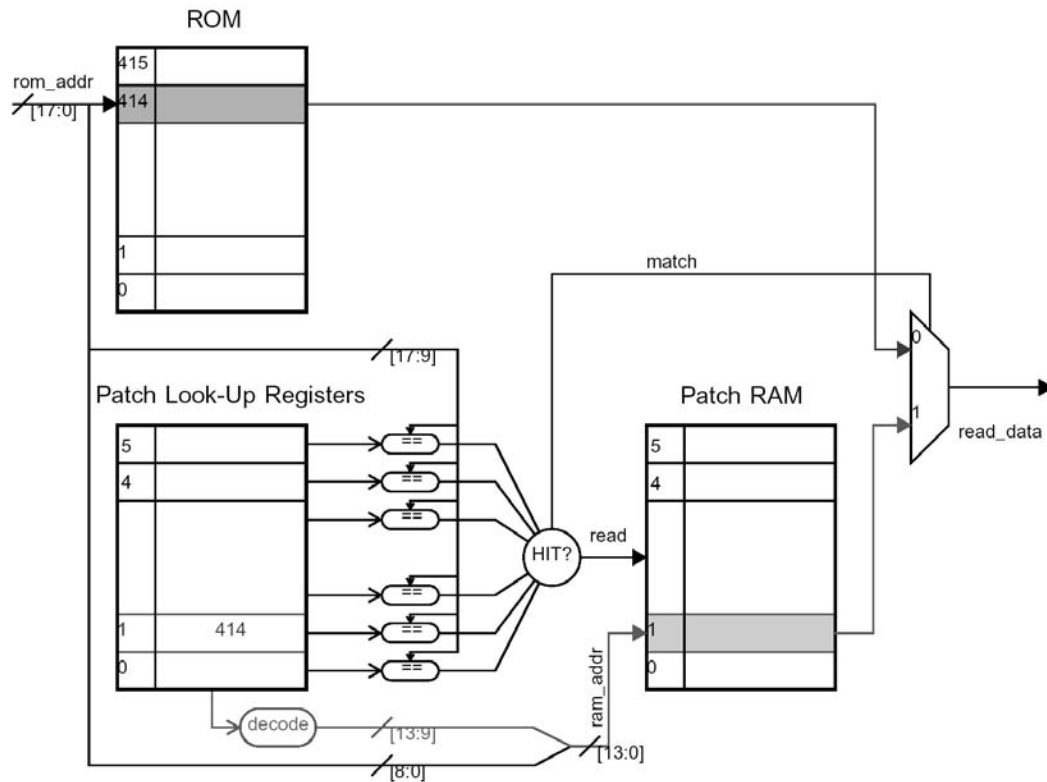 ROM
415
rom_addr
414
[17:0]
1
0
match
[17:9]
0
Patch Look-Up Registers
Patch RAM
1
read_data
5
==
5
4
==
4
==
read
HIT?
==
1
414
==
1
0
==
0
ram_addr
decode
[13:9]
[13:0]
[8:0]